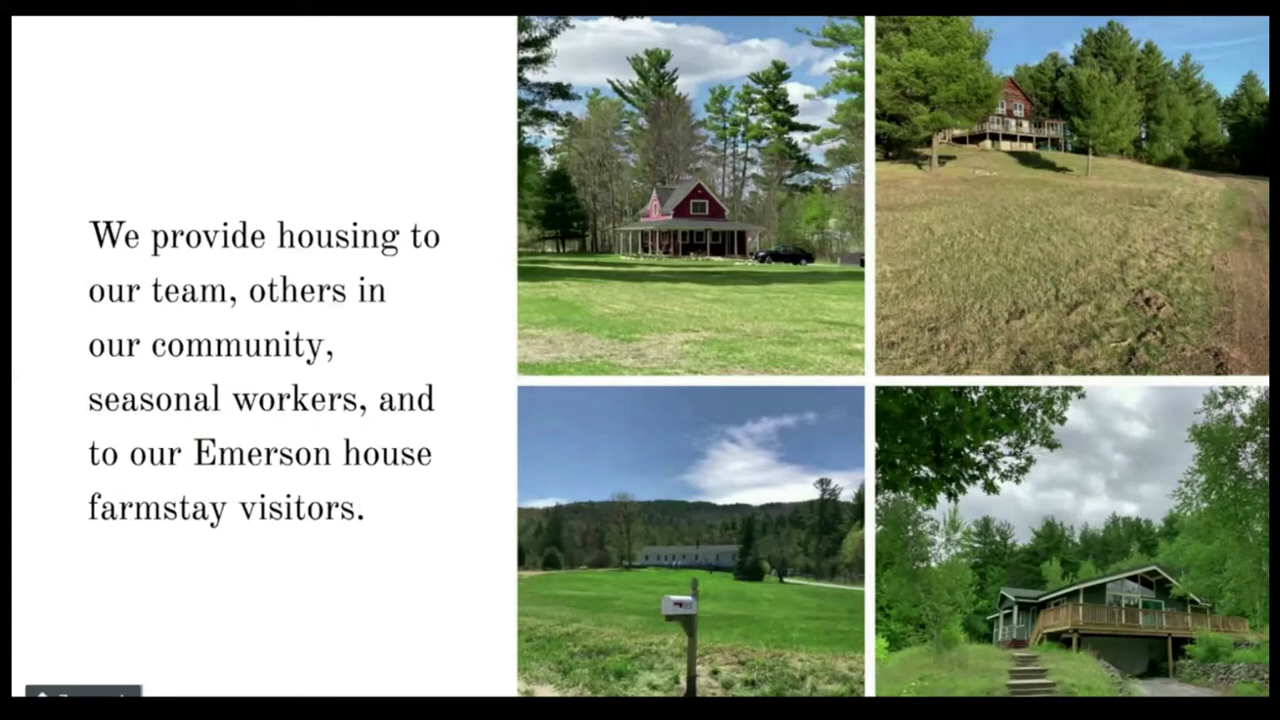 We provide housing to
our team, others in
our community,
seasonal workers, and
to our Emerson house
farmstay visitors.